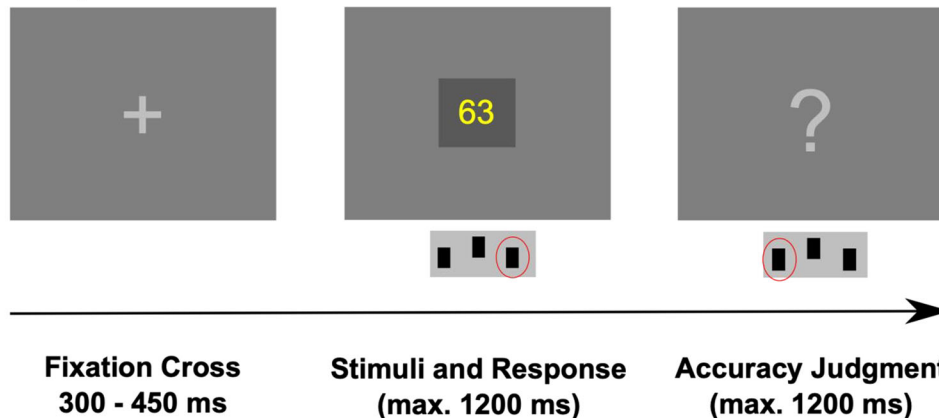 +
63
?
Fixation Cross
300 - 450 ms
Stimuli and Response
(max. 1200 ms)
Accuracy Judgment
(max. 1200 ms)